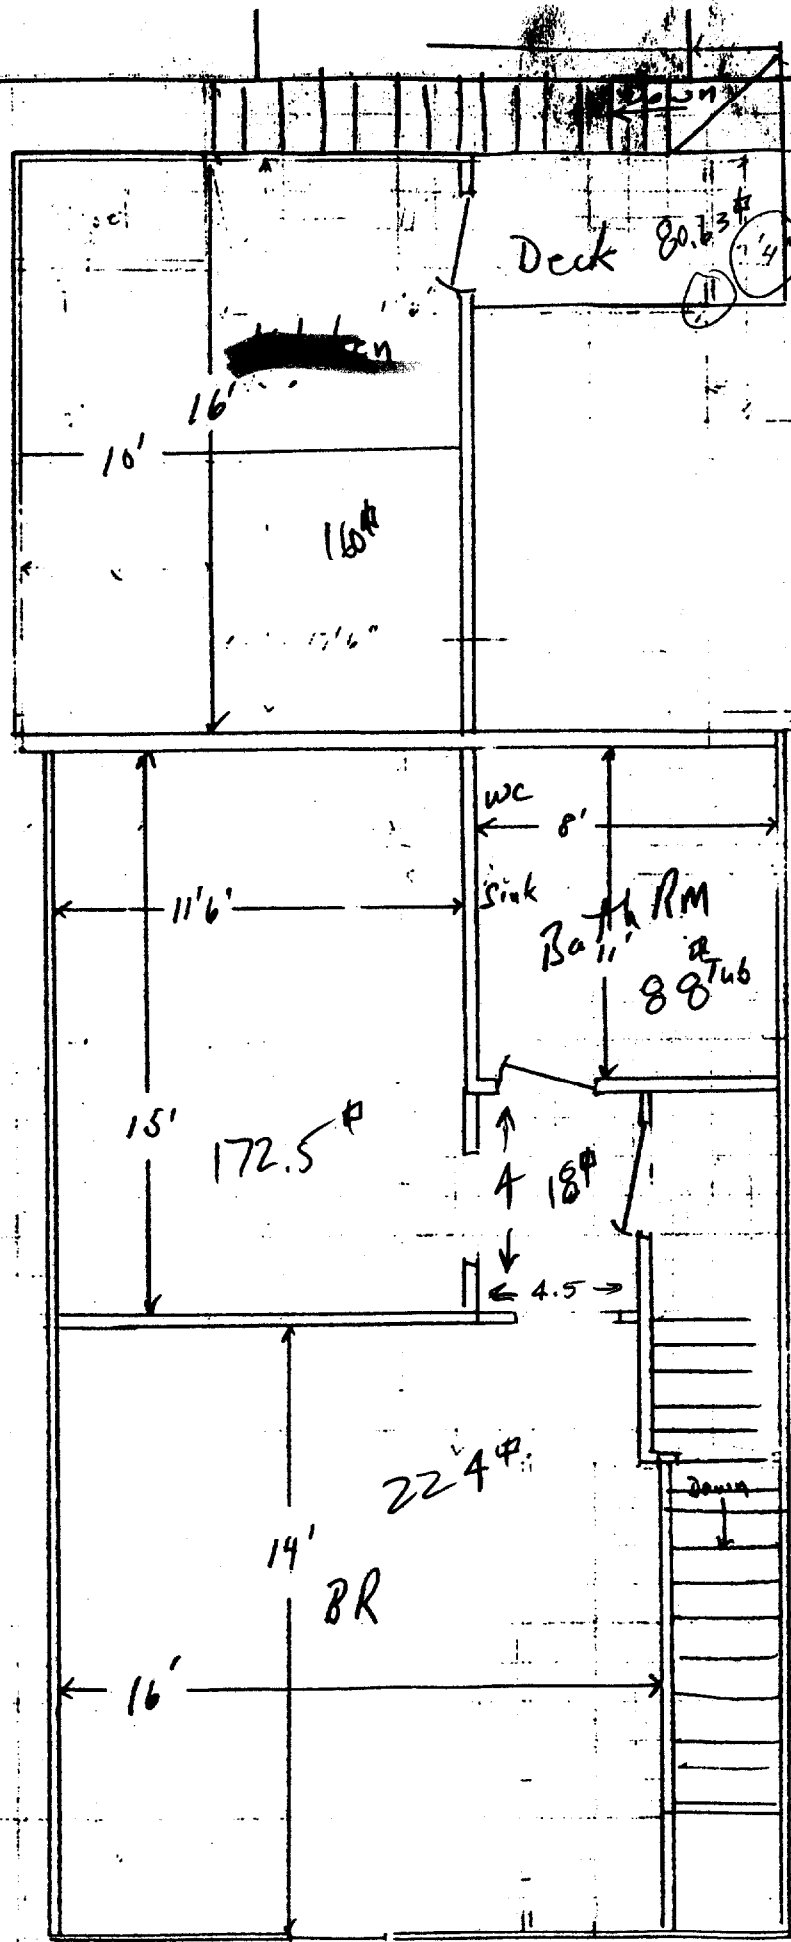 Down
Deck 80.63⌷
16'
10'
160⌷
WC
8'
11'6"
Sink
Bath RM
11'
Tub
88⌷
15'
172.5⌷
4
18⌷
4.5
224⌷
Down
14'
BR
16'